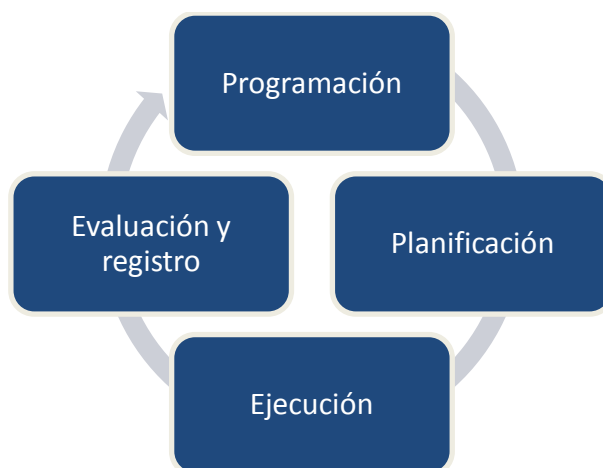 Programación
Planificación
Ejecución
Evaluación y
registro